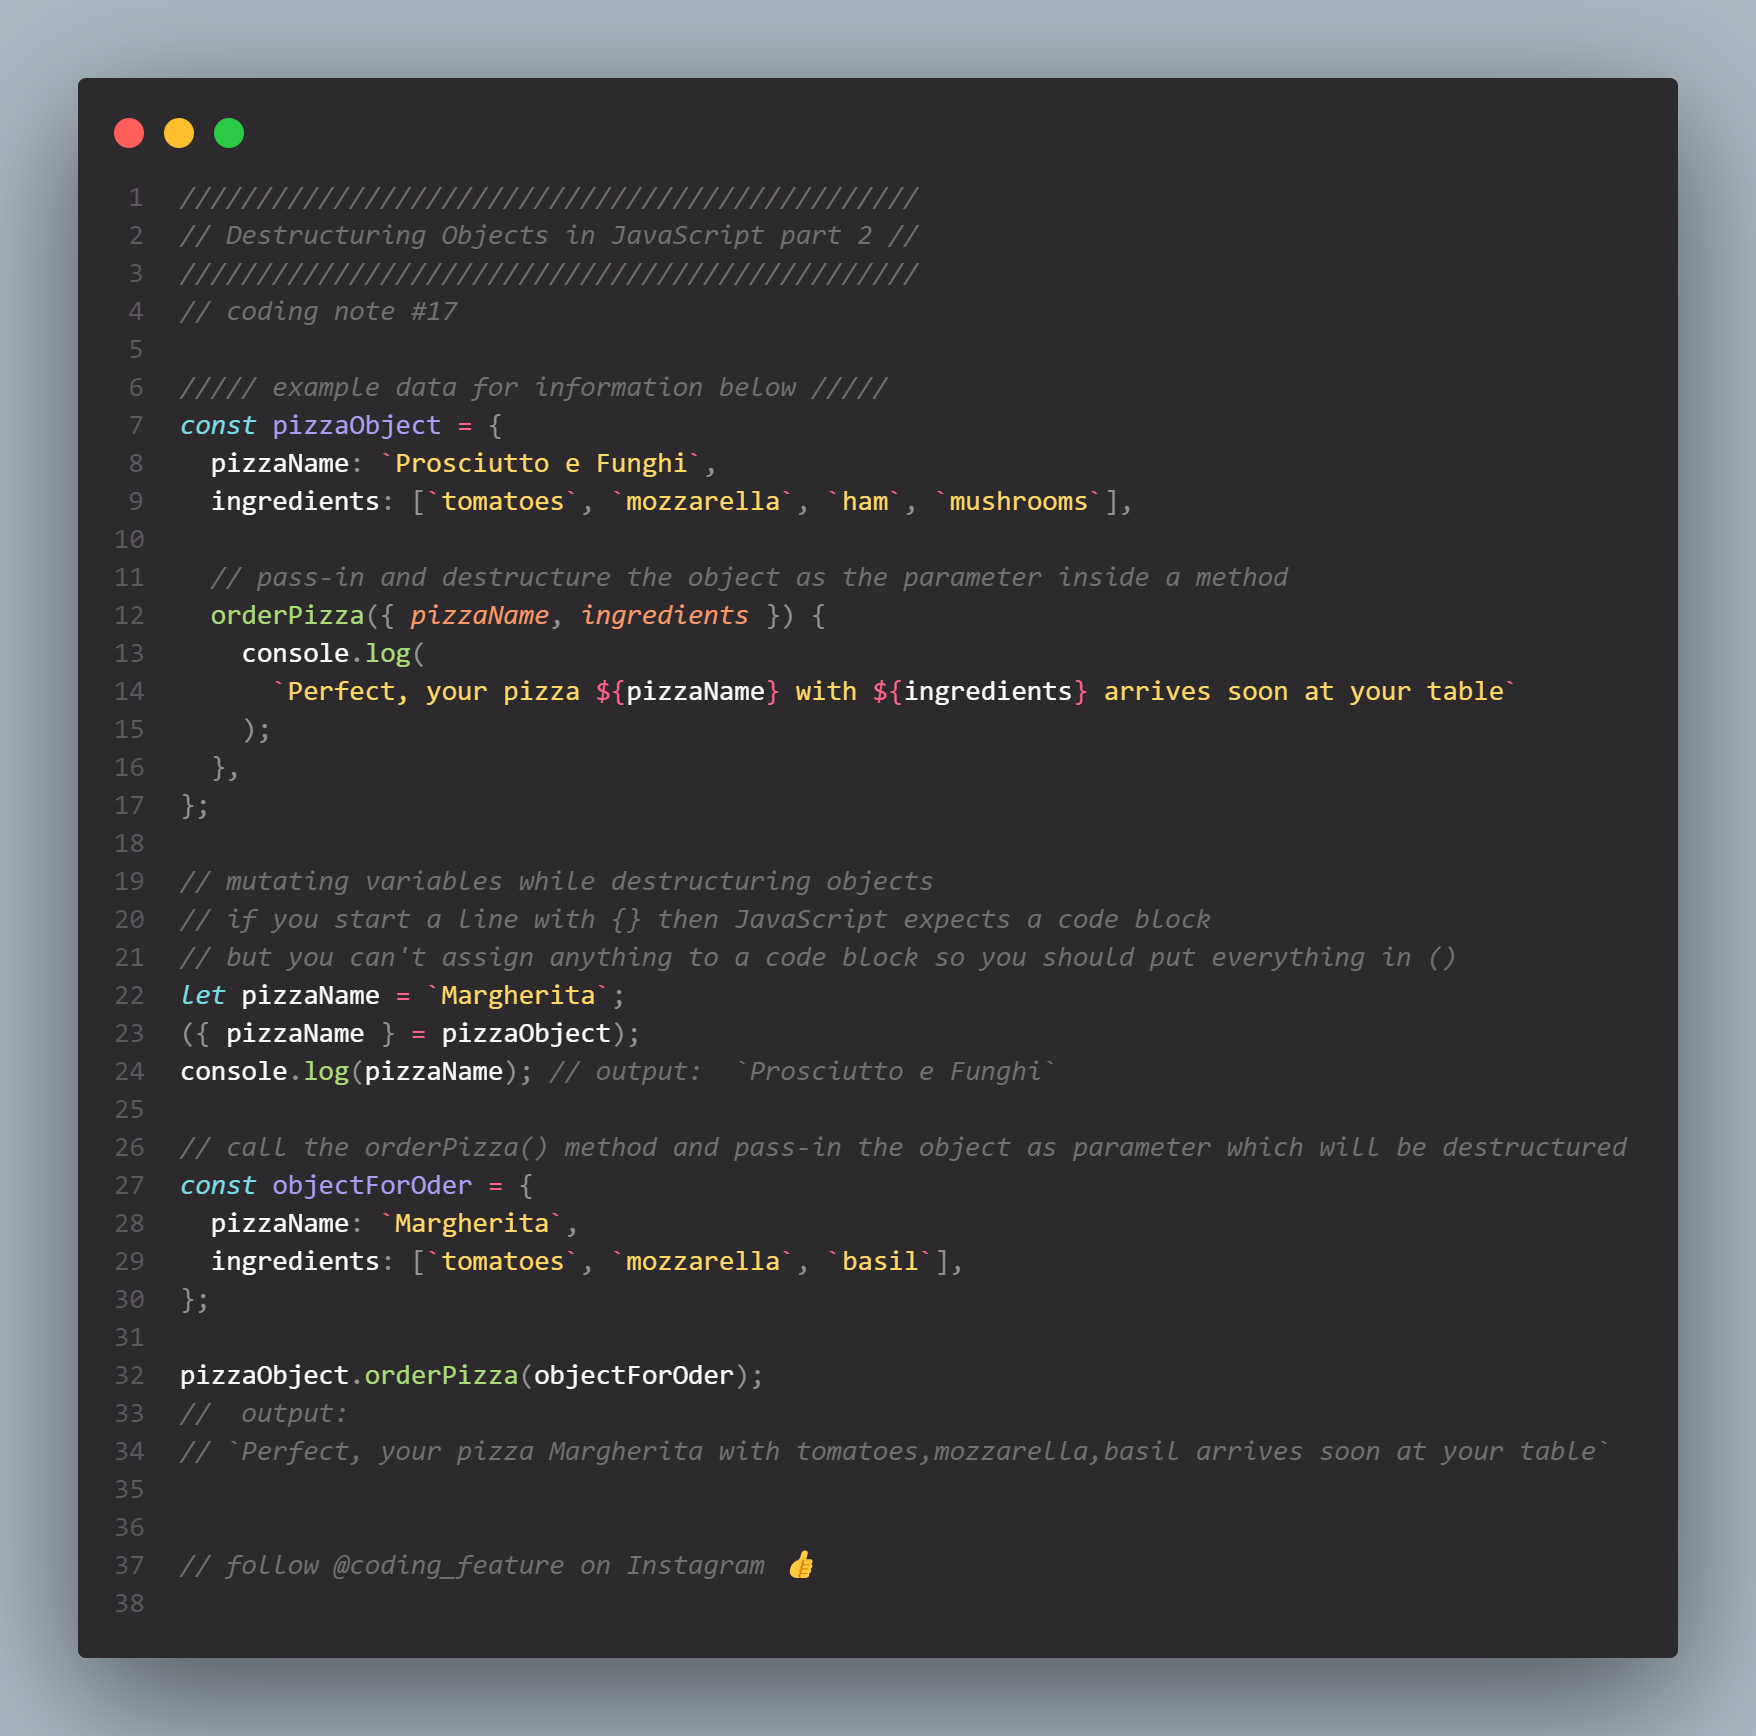 1 ////////////////////////////////////////////////
2 // Destructuring Objects in JavaScript part 2 //
3 ////////////////////////////////////////////////
4 // coding note #17
5
6 ///// example data for information below /////
7 const pizzaObject = {
8   pizzaName: `Prosciutto e Funghi`,
9   ingredients: [`tomatoes`, `mozzarella`, `ham`, `mushrooms`],
10
11   // pass-in and destructure the object as the parameter inside a method
12   orderPizza({ pizzaName, ingredients }) {
13     console.log(
14       `Perfect, your pizza ${pizzaName} with ${ingredients} arrives soon at your table`
15     );
16   },
17 };
18
19 // mutating variables while destructuring objects
20 // if you start a line with {} then JavaScript expects a code block
21 // but you can't assign anything to a code block so you should put everything in ()
22 let pizzaName = `Margherita`;
23 ({ pizzaName } = pizzaObject);
24 console.log(pizzaName); // output:  `Prosciutto e Funghi`
25
26 // call the orderPizza() method and pass-in the object as parameter which will be destructured
27 const objectForOder = {
28   pizzaName: `Margherita`,
29   ingredients: [`tomatoes`, `mozzarella`, `basil`],
30 };
31
32 pizzaObject.orderPizza(objectForOder);
33 //  output:
34 // `Perfect, your pizza Margherita with tomatoes,mozzarella,basil arrives soon at your table`
35
36
37 // follow @coding_feature on Instagram 👍
38